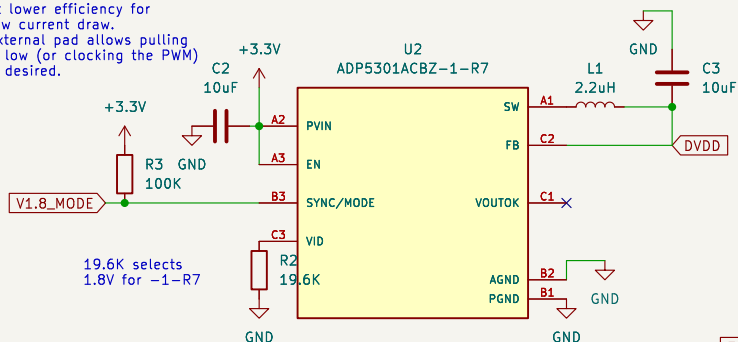 t lower efficiency for
w current draw.
xternal pad allows pulling
low (or clocking the PWM)
desired.
+3.3V
C2
10uF
GND
+3.3V
R3
100K
V1.8_MODE
19.6K selects
1.8V for -1-R7
R2
19.6K
GND
U2
ADP5301ACBZ-1-R7
A2
PVIN
A3
EN
B3
SYNC/MODE
C3
VID
SW
A1
FB
C2
VOUTOK
C1
AGND
B2
PGND
B1
L1
2.2uH
GND
C3
10uF
DVDD
GND
GND